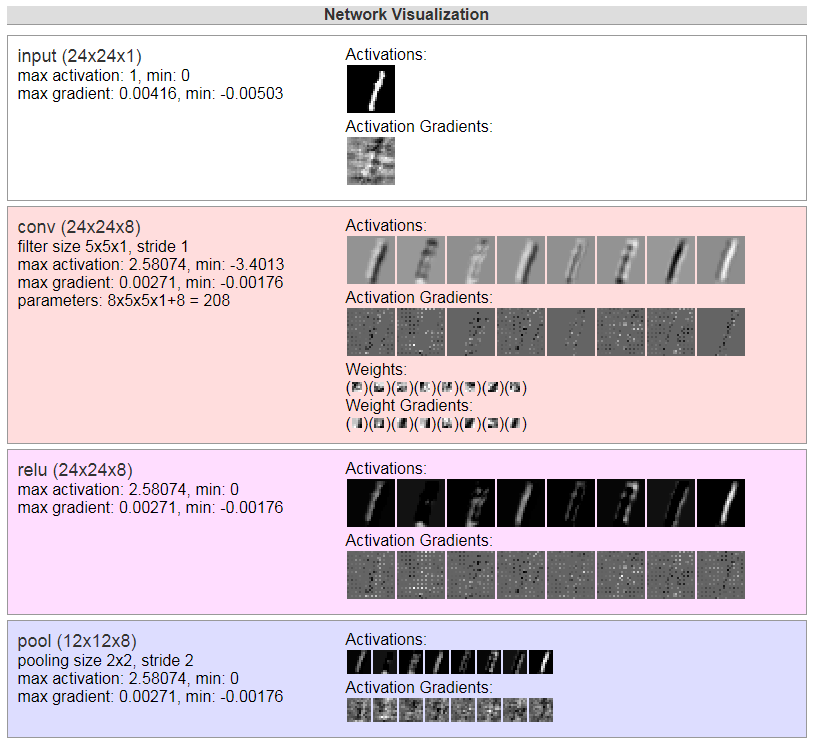 Network Visualization
input (24x24x1)
max activation: 1, min: 0
max gradient: 0.00416, min: -0.00503
Activations:
Activation Gradients:
conv (24x24x8)
filter size 5x5x1, stride 1
max activation: 2.58074, min: -3.4013
max gradient: 0.00271, min: -0.00176
parameters: 8x5x5x1+8 = 208
Activations:
Activation Gradients:
Weights:
()()()()()()()()
Weight Gradients:
()()()()()()()()
relu (24x24x8)
max activation: 2.58074, min: 0
max gradient: 0.00271, min: -0.00176
Activations:
Activation Gradients:
pool (12x12x8)
pooling size 2x2, stride 2
max activation: 2.58074, min: 0
max gradient: 0.00271, min: -0.00176
Activations:
Activation Gradients: